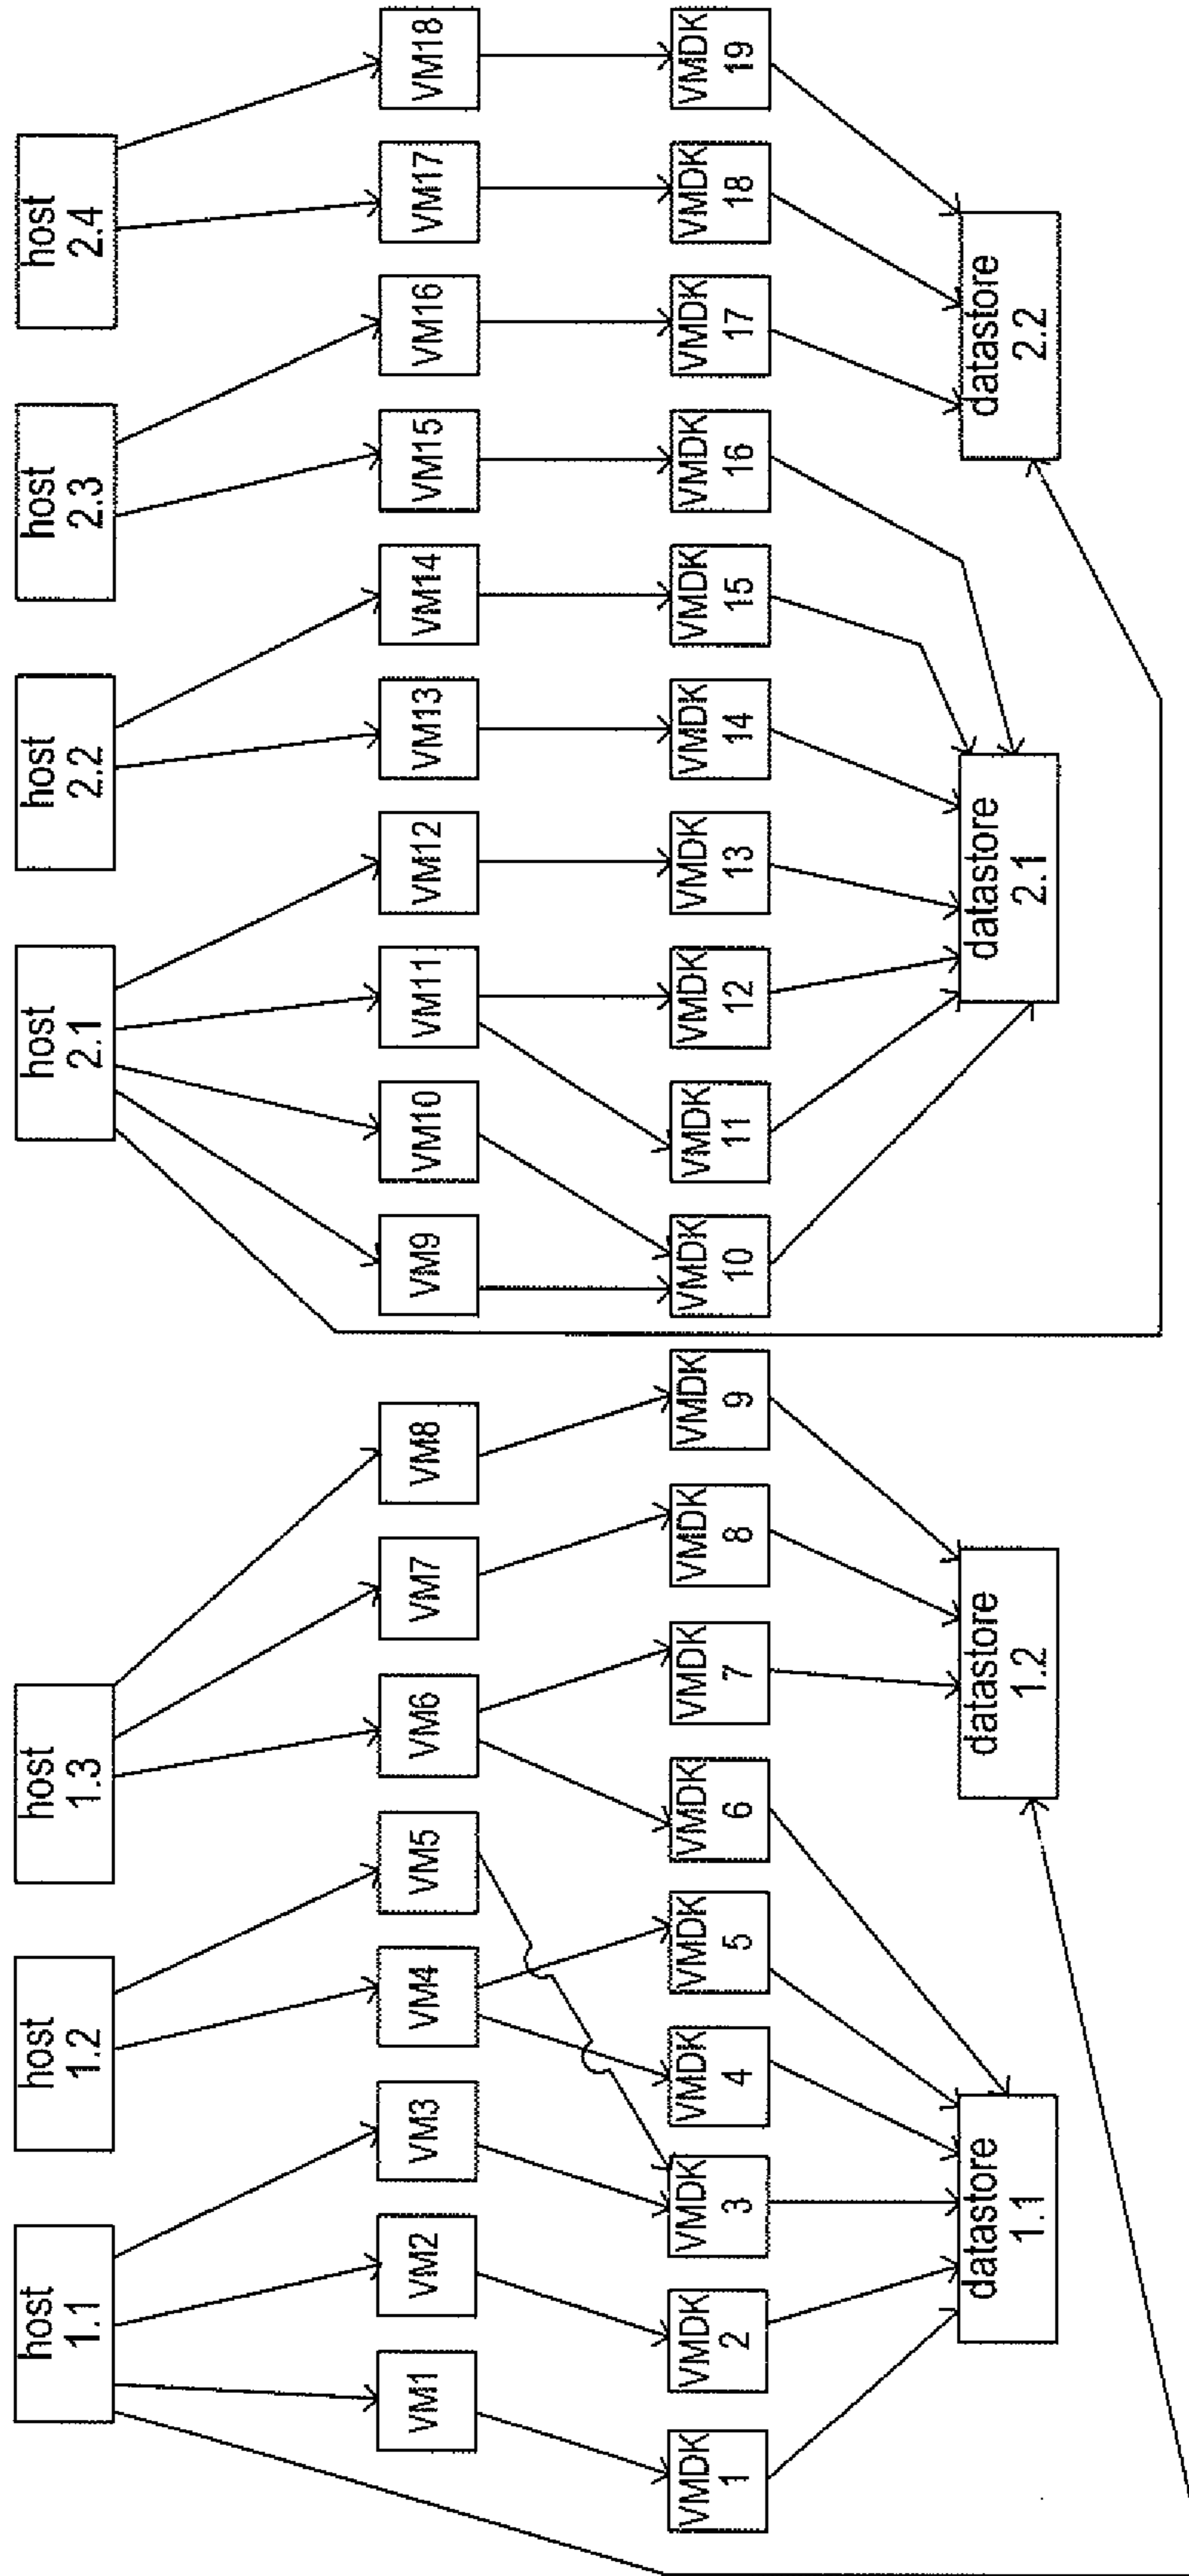 host
1.1
host
1.2
host
1.3
host
2.1
host
2.2
host
2.3
host
2.4
VM1
VM2
VM3
VM4
VM5
VM6
VM7
VM8
VM9
VM10
VM11
VM12
VM13
VM14
VM15
VM16
VM17
VM18
VMDK
1
VMDK
2
VMDK
3
VMDK
4
VMDK
5
VMDK
6
VMDK
7
VMDK
8
VMDK
9
VMDK
10
VMDK
11
VMDK
12
VMDK
13
VMDK
14
VMDK
15
VMDK
16
VMDK
17
VMDK
18
VMDK
19
datastore
1.1
datastore
1.2
datastore
2.1
datastore
2.2